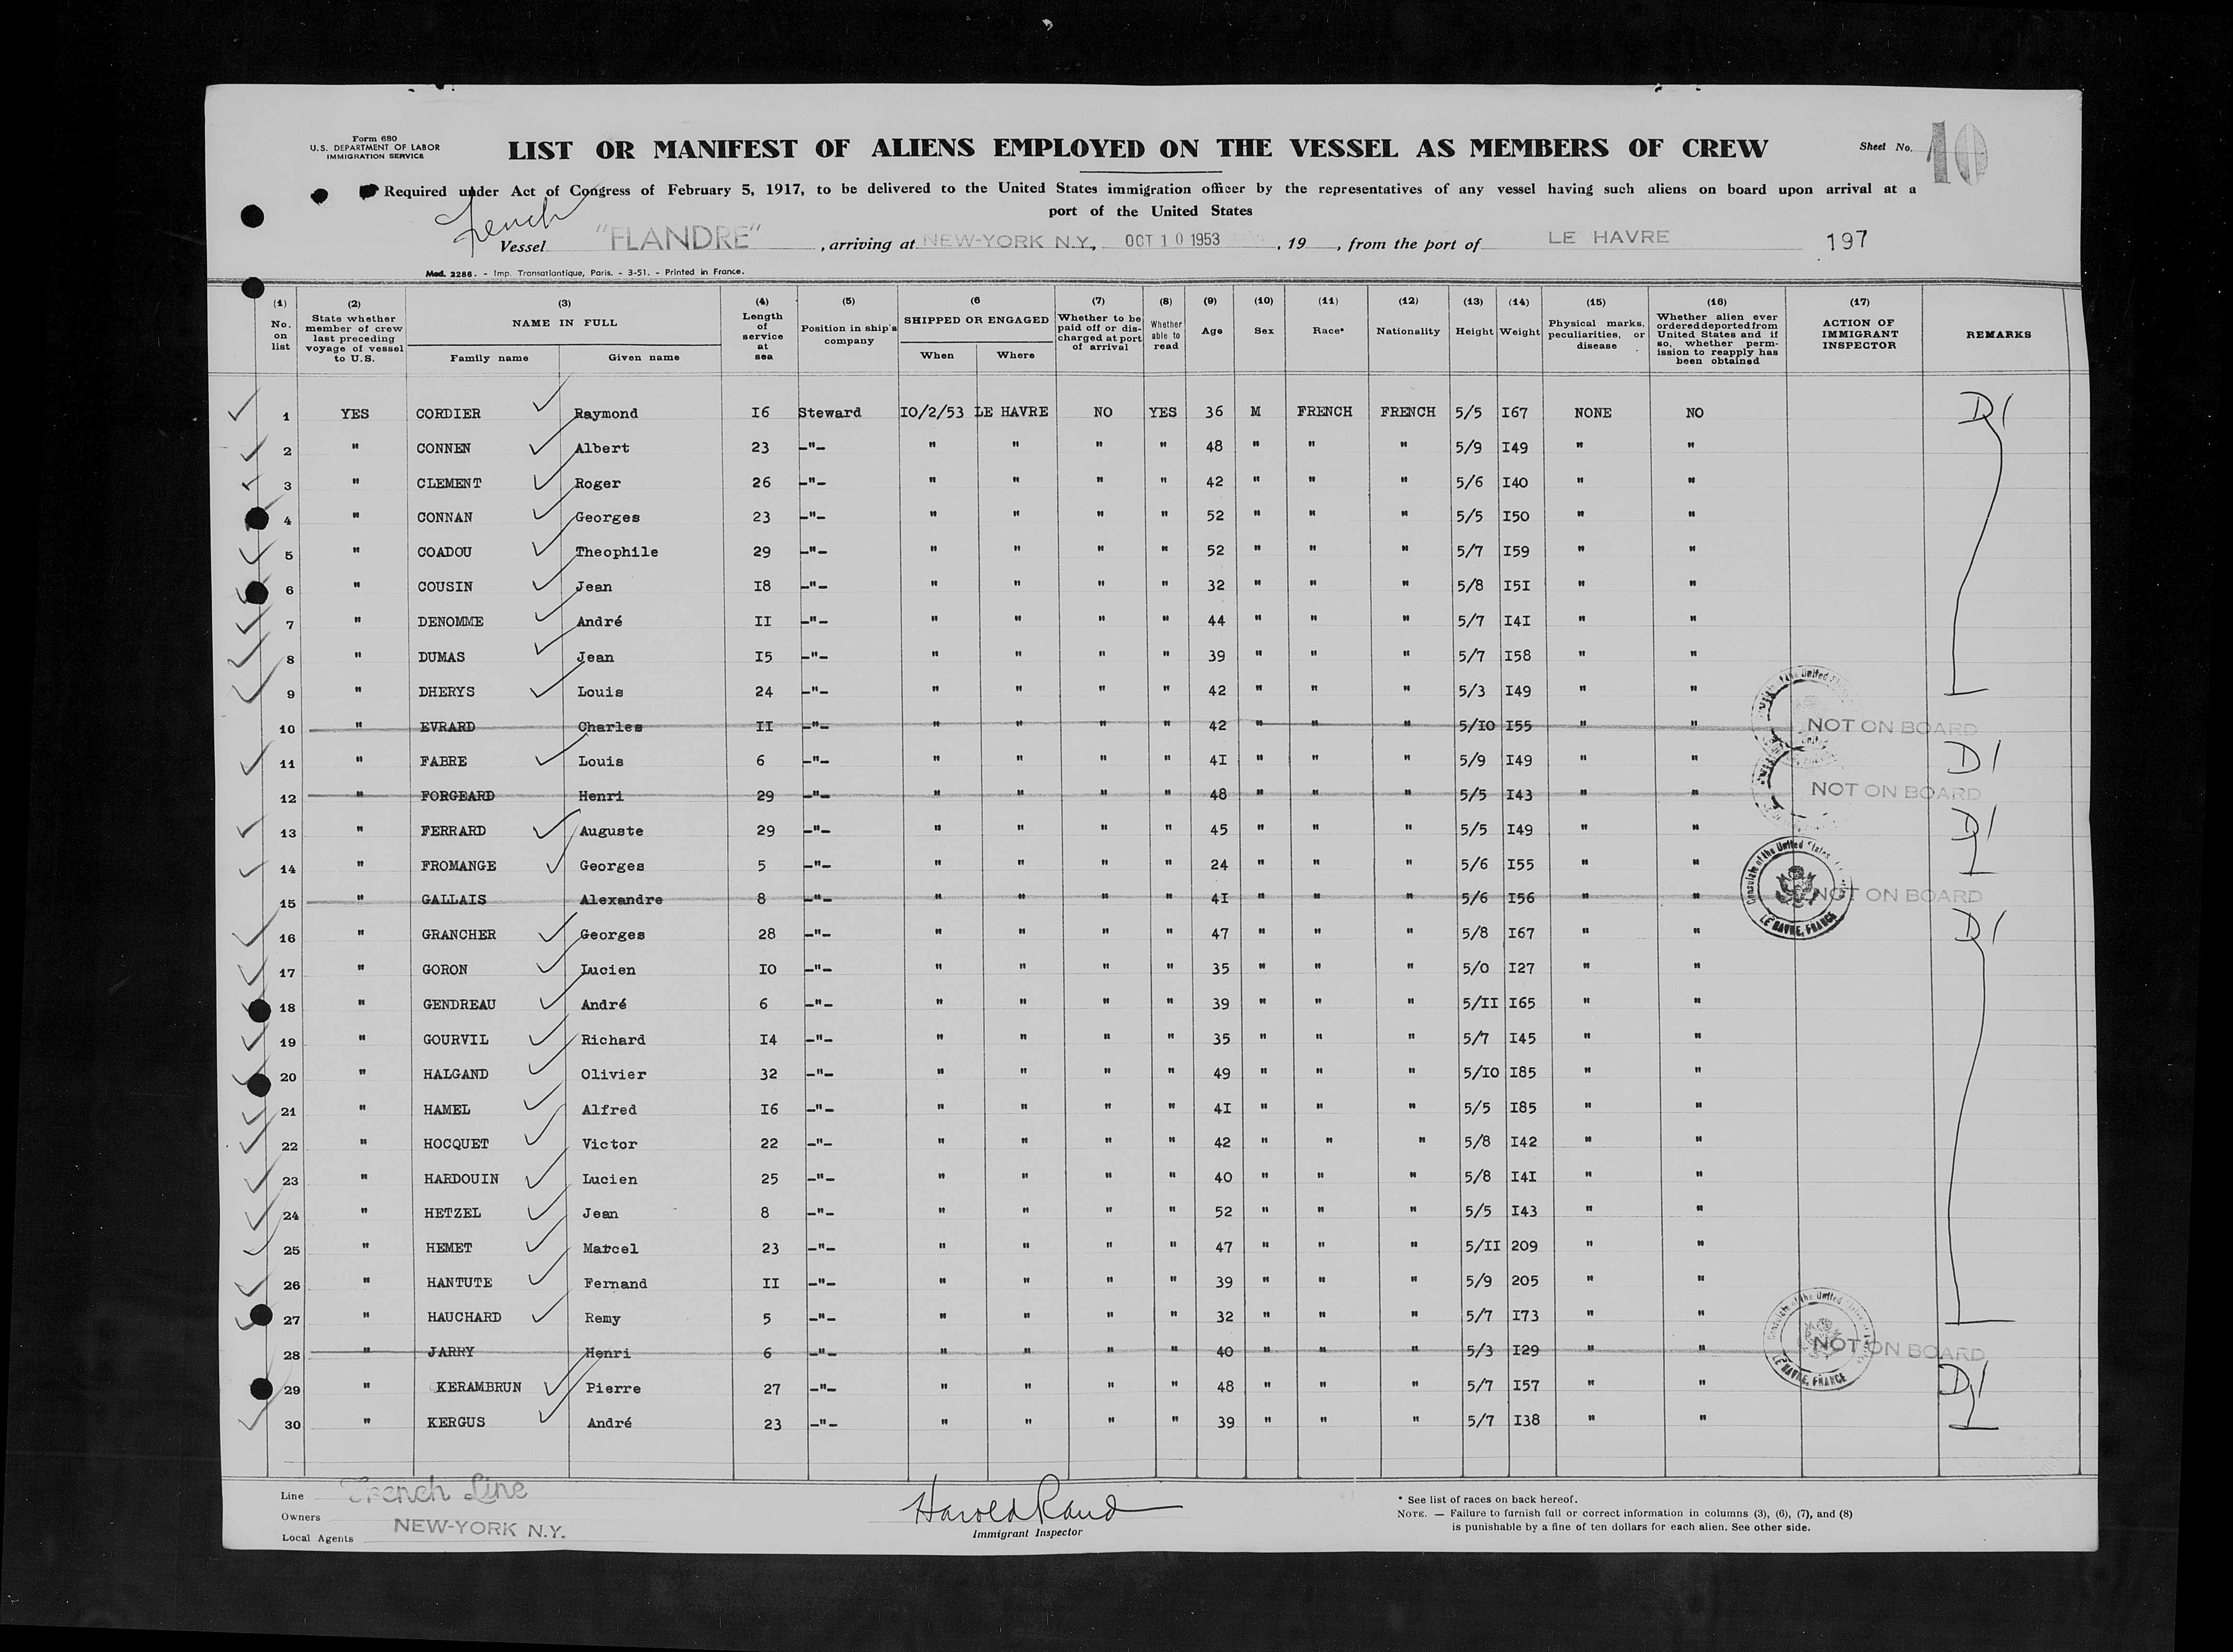 Form 680
U.S. DEPARTMENT OF LABOR
IMMIGRATION SERVICE
LIST OR MANIFEST OF ALIENS EMPLOYED ON THE VESSEL AS MEMBERS OF CREW
Sheet No. 10
Required under Act of Congress of February 5, 1917, to be delivered to the United States immigration officer by the representatives of any vessel having such aliens on board upon arrival at a
port of the United States
French
Vessel "FLANDRE", arriving at NEW-YORK N.Y., OCT 10 1953, 19 , from the port of LE HAVRE 197
Mod. 2286. - Imp. Transatlantique, Paris. - 3-51. - Printed in France.
(1) No. on list (2) State whether member of crew last preceding voyage of vessel to U.S. (3) NAME IN FULL Family name Given name (4) Length of service at sea (5) Position in ship's company (6 SHIPPED OR ENGAGED When Where (7) Whether to be paid off or discharged at port of arrival (8) Whether able to read (9) Age (10) Sex (11) Race* (12) Nationality (13) Height (14) Weight (15) Physical marks, peculiarities, or disease (16) Whether alien ever ordered deported from United States and if so, whether permission to reapply has been obtained (17) ACTION OF IMMIGRANT INSPECTOR REMARKS
1 YES CORDIER Raymond I6 Steward IO/2/53 LE HAVRE NO YES 36 M FRENCH FRENCH 5/5 I67 NONE NO D1
2 " CONNEN Albert 23 -"- " " " " 48 " " " 5/9 I49 " "
3 " CLEMENT Roger 26 -"- " " " " 42 " " " 5/6 I40 " "
4 " CONNAN Georges 23 -"- " " " " 52 " " " 5/5 I50 " "
5 " COADOU Theophile 29 -"- " " " " 52 " " " 5/7 I59 " "
6 " COUSIN Jean I8 -"- " " " " 32 " " " 5/8 I5I " "
7 " DENOMME André II -"- " " " " 44 " " " 5/7 I4I " "
8 " DUMAS Jean I5 -"- " " " " 39 " " " 5/7 I58 " "
9 " DHERYS Louis 24 -"- " " " " 42 " " " 5/3 I49 " "
10 " EVRARD Charles II -"- " " " " 42 " " " 5/IO I55 " " NOT ON BOARD
11 " FABRE Louis 6 -"- " " " " 4I " " " 5/9 I49 " " D1
12 " FORGEARD Henri 29 -"- " " " " 48 " " " 5/5 I43 " " NOT ON BOARD
13 " FERRARD Auguste 29 -"- " " " " 45 " " " 5/5 I49 " " D1
14 " FROMANGE Georges 5 -"- " " " " 24 " " " 5/6 I55 " "
15 " GALLAIS Alexandre 8 -"- " " " " 4I " " " 5/6 I56 " " NOT ON BOARD
Consulate of the United States
LE HAVRE, FRANCE
16 " GRANCHER Georges 28 -"- " " " " 47 " " " 5/8 I67 " " D1
17 " GORON Lucien IO -"- " " " " 35 " " " 5/0 I27 " "
18 " GENDREAU André 6 -"- " " " " 39 " " " 5/II I65 " "
19 " GOURVIL Richard I4 -"- " " " " 35 " " " 5/7 I45 " "
20 " HALGAND Olivier 32 -"- " " " " 49 " " " 5/IO I85 " "
21 " HAMEL Alfred I6 -"- " " " " 4I " " " 5/5 I85 " "
22 " HOCQUET Victor 22 -"- " " " " 42 " " " 5/8 I42 " "
23 " HARDOUIN Lucien 25 -"- " " " " 40 " " " 5/8 I4I " "
24 " HETZEL Jean 8 -"- " " " " 52 " " " 5/5 I43 " "
25 " HEMET Marcel 23 -"- " " " " 47 " " " 5/II 209 " "
26 " HANTUTE Fernand II -"- " " " " 39 " " " 5/9 205 " "
27 " HAUCHARD Remy 5 -"- " " " " 32 " " " 5/7 I73 " "
28 " JARRY Henri 6 -"- " " " " 40 " " " 5/3 I29 " " NOT ON BOARD
Consulate of the United
LE HAVRE, FRANCE
29 " KERAMBRUN Pierre 27 -"- " " " " 48 " " " 5/7 I57 " " D1
30 " KERGUS André 23 -"- " " " " 39 " " " 5/7 I38 " "
Line French Line
Owners
Local Agents NEW-YORK N.Y.
Harold Rand
Immigrant Inspector
* See list of races on back hereof.
NOTE. — Failure to furnish full or correct information in columns (3), (6), (7), and (8)
is punishable by a fine of ten dollars for each alien. See other side.